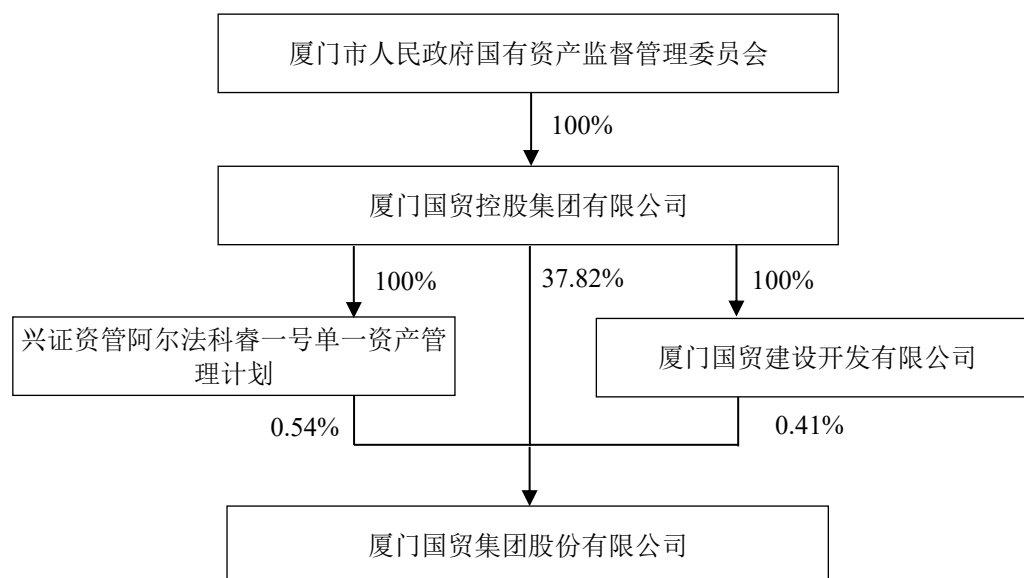 厦门市人民政府国有资产监督管理委员会
100%
厦门国贸控股集团有限公司
100%
37.82%
100%
兴证资管阿尔法科睿一号单一资产管
理计划
厦门国贸建设开发有限公司
0.54%
0.41%
厦门国贸集团股份有限公司